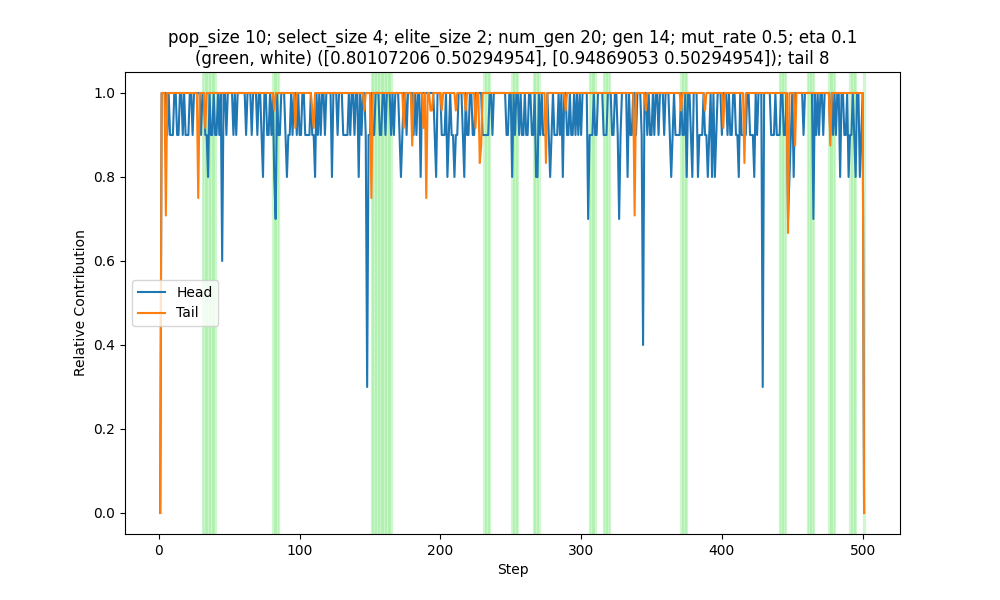 pop_size 10; select_size 4; elite_size 2; num_gen 20; gen 14; mut_rate 0.5; eta 0.1
(green, white) ([0.80107206 0.50294954], [0.94869053 0.50294954]); tail 8
1.0
0.8
0.6
0.4
0.2
0.0
Relative Contribution
Head
Tail
0 100 200 300 400 500
Step